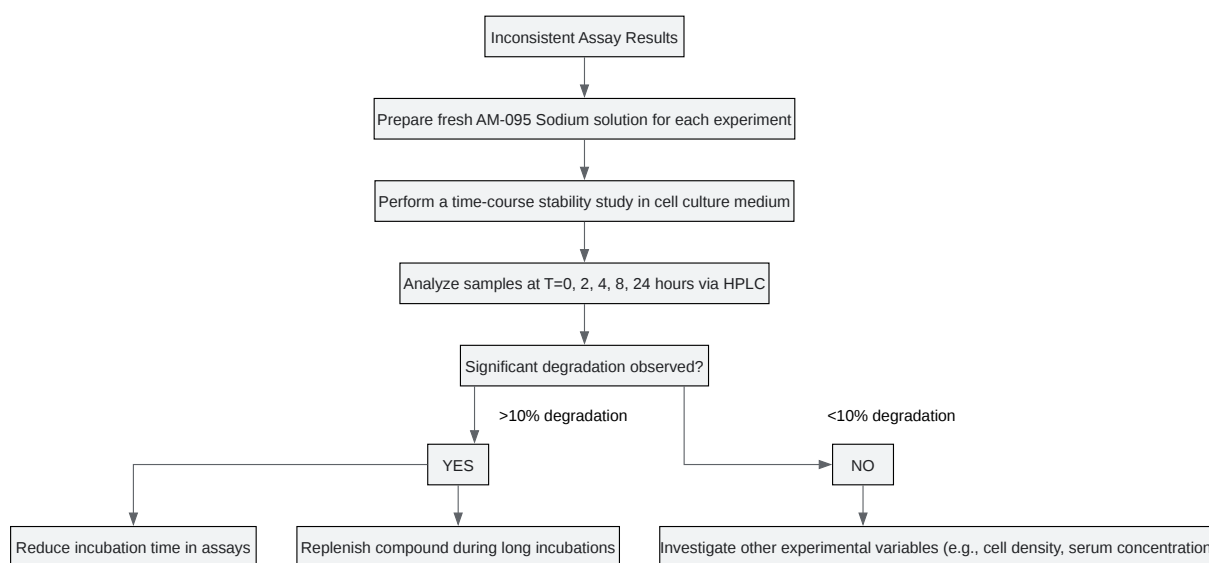 Inconsistent Assay Results
Prepare fresh AM-095 Sodium solution for each experiment
Perform a time-course stability study in cell culture medium
Analyze samples at T=0, 2, 4, 8, 24 hours via HPLC
Significant degradation observed?
>10% degradation
<10% degradation
YES
NO
Reduce incubation time in assays
Replenish compound during long incubations
Investigate other experimental variables (e.g., cell density, serum concentration